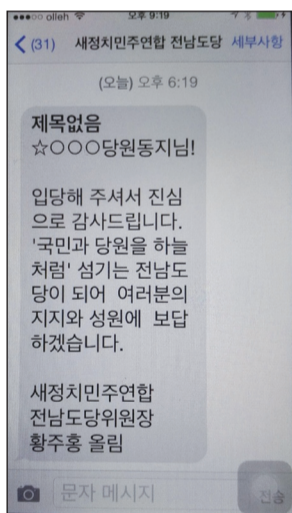 olleh 오후 9:19
(31) 새정치민주연합 전남도당 세부사항
(오늘) 오후 6:19
제목없음
☆○○○당원동지님!
입당해 주셔서 진심
으로 감사드립니다.
'국민과 당원을 하늘
처럼' 섬기는 전남도
당이 되어 여러분의
지지와 성원에 보답
하겠습니다.
새정치민주연합
전남도당위원장
황주홍 올림
문자 메시지
전송